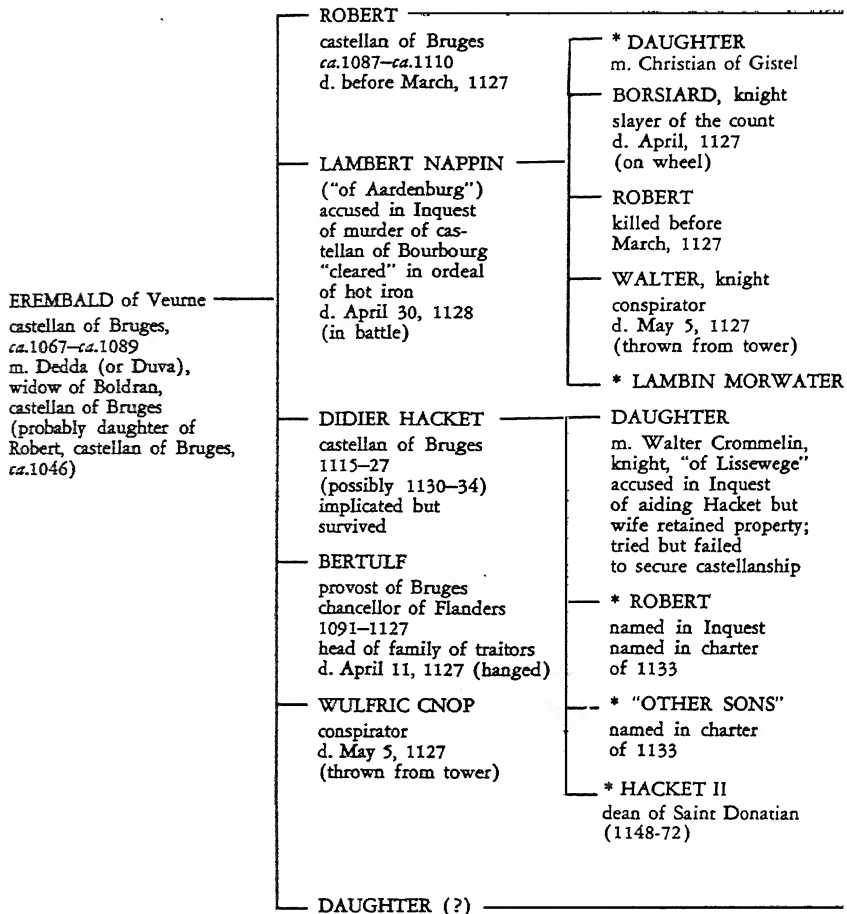 EREMBALD of Veurne
castellan of Bruges,
ca.1067–ca.1089
m. Dedda (or Duva),
widow of Boldran,
castellan of Bruges
(probably daughter of
Robert, castellan of Bruges,
ca.1046)
ROBERT
castellan of Bruges
ca.1087–ca.1110
d. before March, 1127
LAMBERT NAPPIN
("of Aardenburg")
accused in Inquest
of murder of cas-
tellan of Bourbourg
"cleared" in ordeal
of hot iron
d. April 30, 1128
(in battle)
* DAUGHTER
m. Christian of Gistel
BORSIARD, knight
slayer of the count
d. April, 1127
(on wheel)
ROBERT
killed before
March, 1127
WALTER, knight
conspirator
d. May 5, 1127
(thrown from tower)
* LAMBIN MORWATER
DIDIER HACKET
castellan of Bruges
1115–27
(possibly 1130–34)
implicated but
survived
DAUGHTER
m. Walter Crommelin,
knight, "of Lissewege"
accused in Inquest
of aiding Hacket but
wife retained property;
tried but failed
to secure castellanship
* ROBERT
named in Inquest
named in charter
of 1133
* "OTHER SONS"
named in charter
of 1133
* HACKET II
dean of Saint Donatian
(1148-72)
BERTULF
provost of Bruges
chancellor of Flanders
1091–1127
head of family of traitors
d. April 11, 1127 (hanged)
WULFRIC CNOP
conspirator
d. May 5, 1127
(thrown from tower)
DAUGHTER (?)